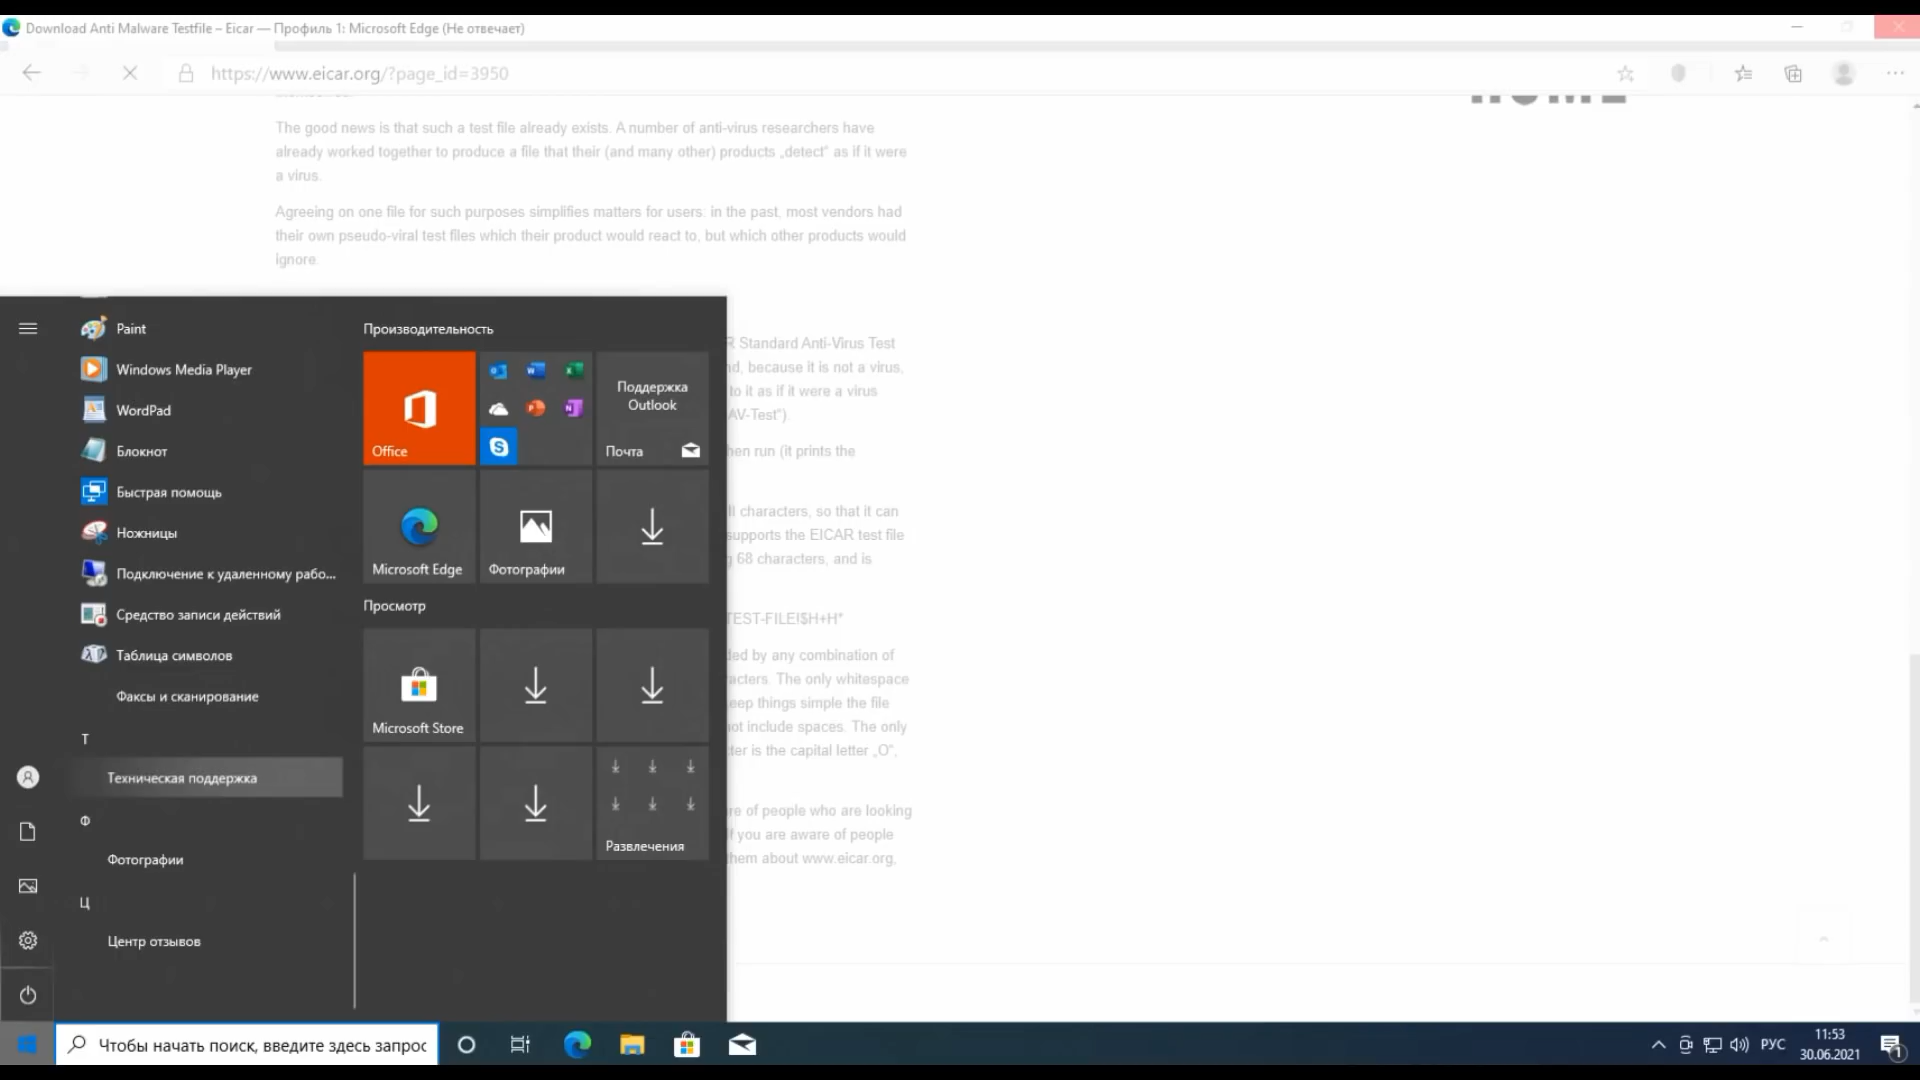 Download Anti Malware Testfile – Eicar — Профиль 1: Microsoft Edge (Не отвечает)
https://www.eicar.org/?page_id=3950
The good news is that such a test file already exists. A number of anti-virus researchers have
already worked together to produce a file that their (and many other) products „detect“ as if it were
a virus.
Agreeing on one file for such purposes simplifies matters for users: in the past, most vendors had
their own pseudo-viral test files which their product would react to, but which other products would
ignore.
R Standard Anti-Virus Test
nd, because it is not a virus,
to it as if it were a virus
AV-Test“).
hen run (it prints the
II characters, so that it can
supports the EICAR test file
g 68 characters, and is
TEST-FILE!$H+H*
ded by any combination of
racters. The only whitespace
eep things simple the file
not include spaces. The only
ter is the capital letter „O“,
re of people who are looking
If you are aware of people
them about www.eicar.org,
Paint
Windows Media Player
WordPad
Блокнот
Быстрая помощь
Ножницы
Подключение к удаленному рабо...
Средство записи действий
Таблица символов
Факсы и сканирование
Т
Техническая поддержка
Ф
Фотографии
Ц
Центр отзывов
Производительность
Office
Поддержка
Outlook
Почта
Microsoft Edge
Фотографии
Просмотр
Microsoft Store
Развлечения
Чтобы начать поиск, введите здесь запрос
РУС
11:53
30.06.2021
1